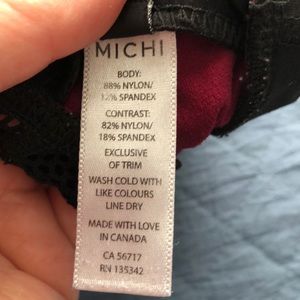 MICHI
BODY:
88% NYLON/
12% SPANDEX
CONTRAST:
82% NYLON/
18% SPANDEX
EXCLUSIVE
OF TRIM
WASH COLD WITH
LIKE COLOURS
LINE DRY
MADE WITH LOVE
IN CANADA
CA 56717
RN 135342